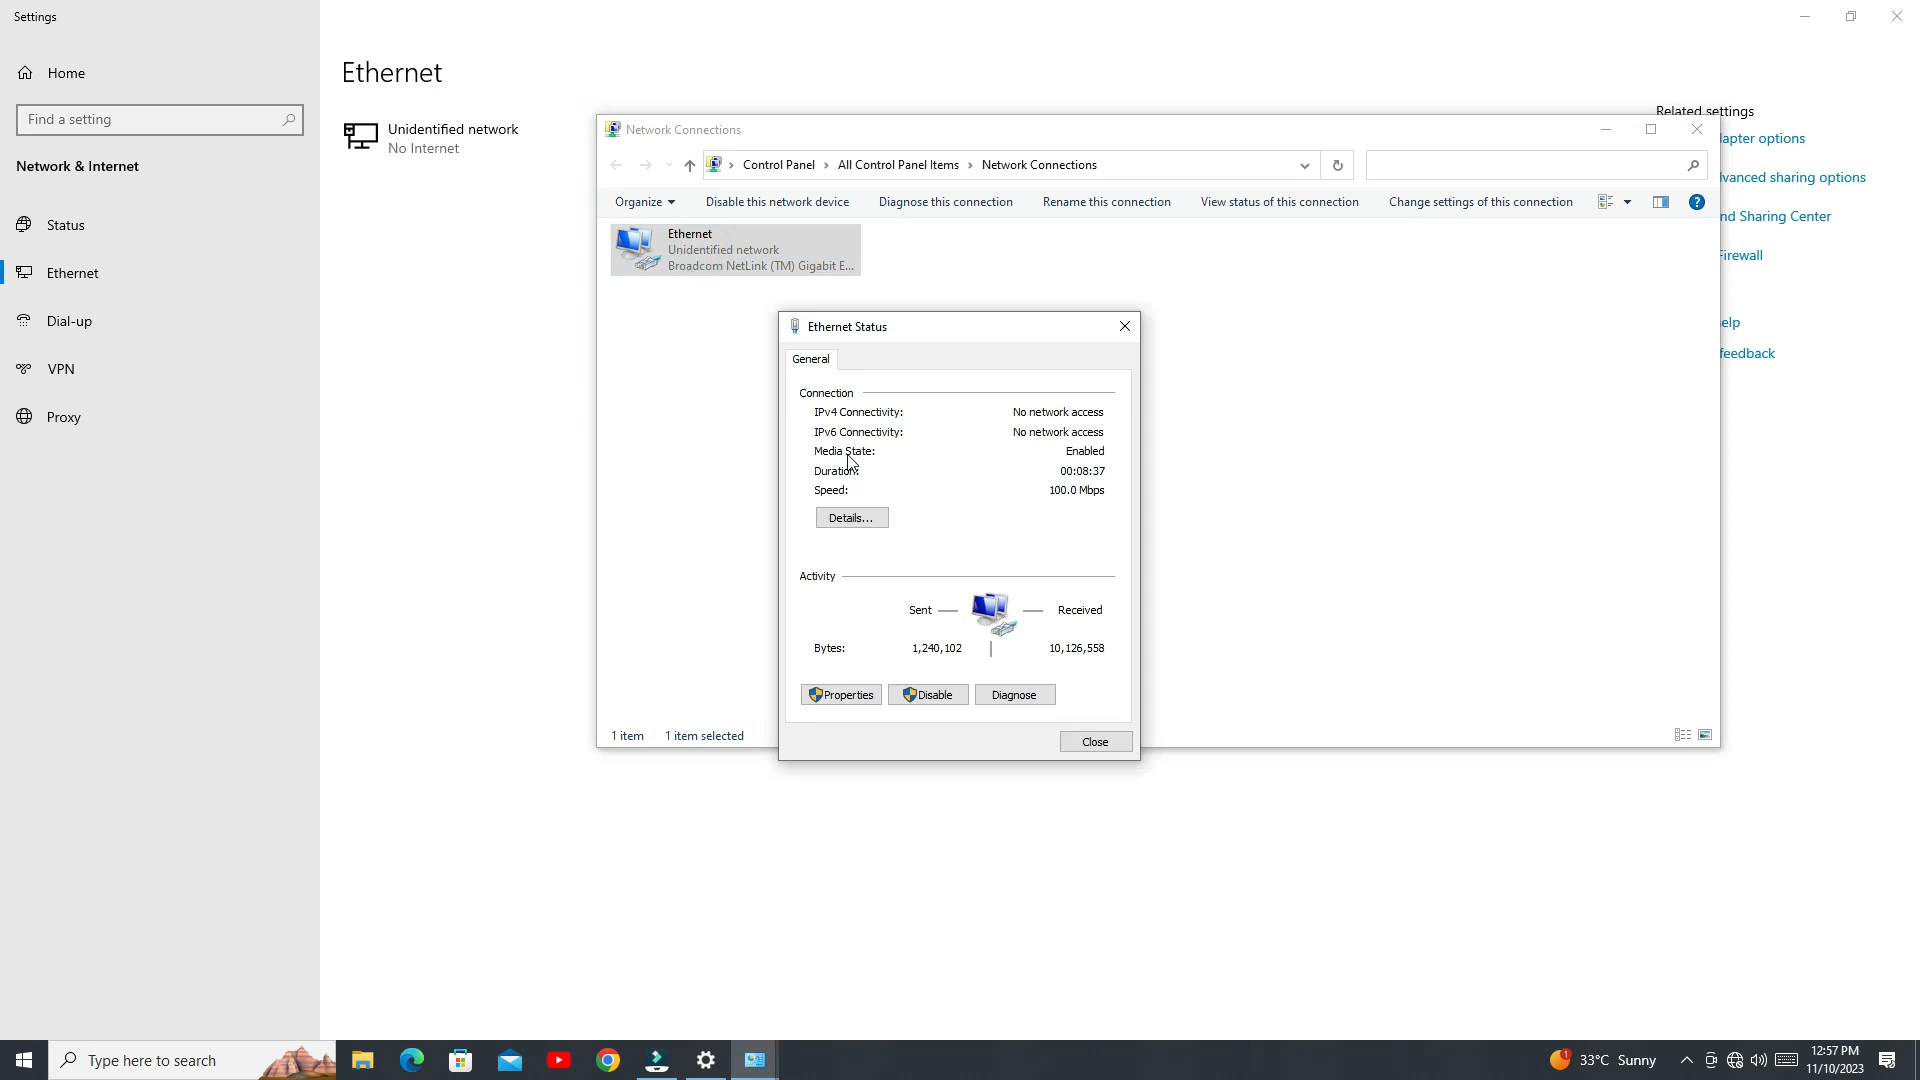 Settings
Home
Find a setting
Network & Internet
Status
Ethernet
Dial-up
VPN
Proxy
Ethernet
Unidentified network
No Internet
Related settings
dapter options
dvanced sharing options
nd Sharing Center
Firewall
elp
feedback
Network Connections
Control Panel › All Control Panel Items › Network Connections
Organize Disable this network device Diagnose this connection Rename this connection View status of this connection Change settings of this connection ?
Ethernet
Unidentified network
Broadcom NetLink (TM) Gigabit E...
Ethernet Status
General
Connection
IPv4 Connectivity: No network access
IPv6 Connectivity: No network access
Media State: Enabled
Duration: 00:08:37
Speed: 100.0 Mbps
Details...
Activity
Sent Received
Bytes: 1,240,102 10,126,558
Properties Disable Diagnose
Close
1 item 1 item selected
Type here to search
1
33°C Sunny
12:57 PM
11/10/2023